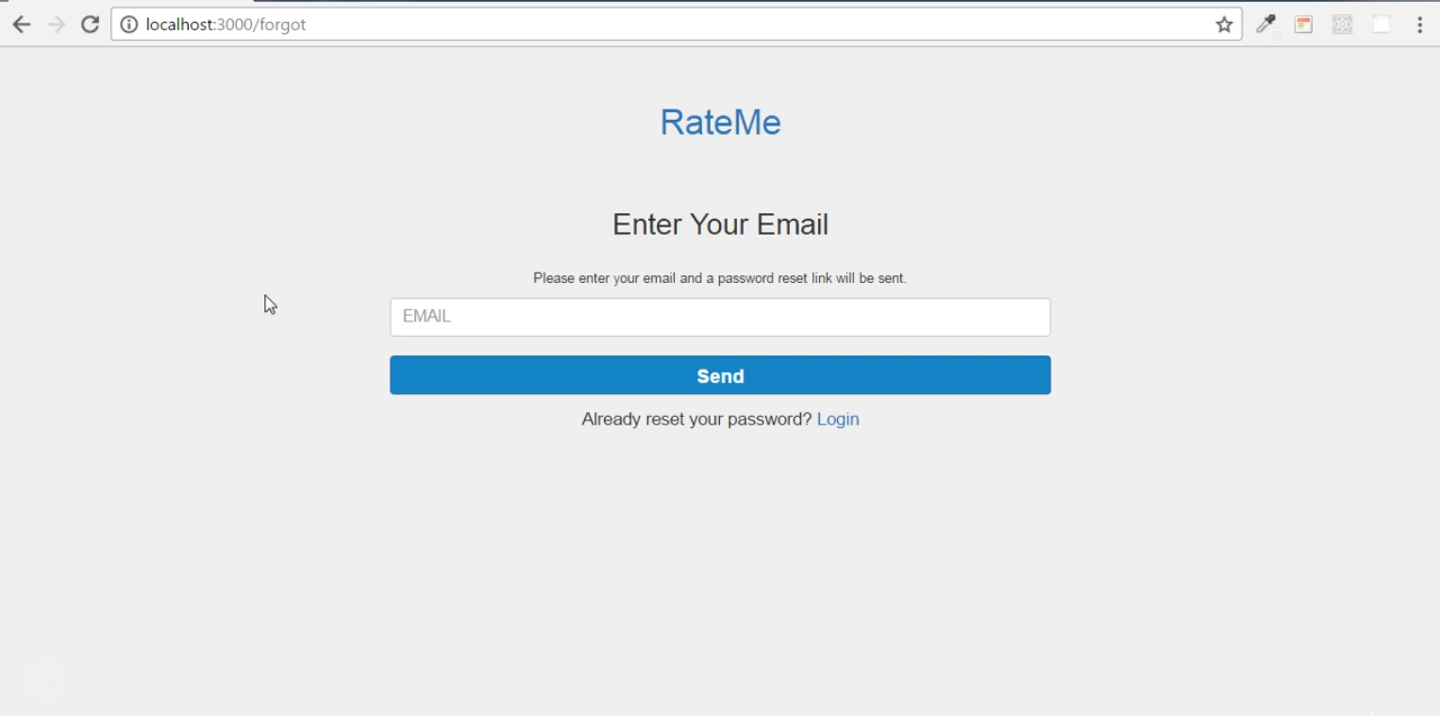 localhost:3000/forgot
RateMe
Enter Your Email
Please enter your email and a password reset link will be sent.
EMAIL
Send
Already reset your password? Login